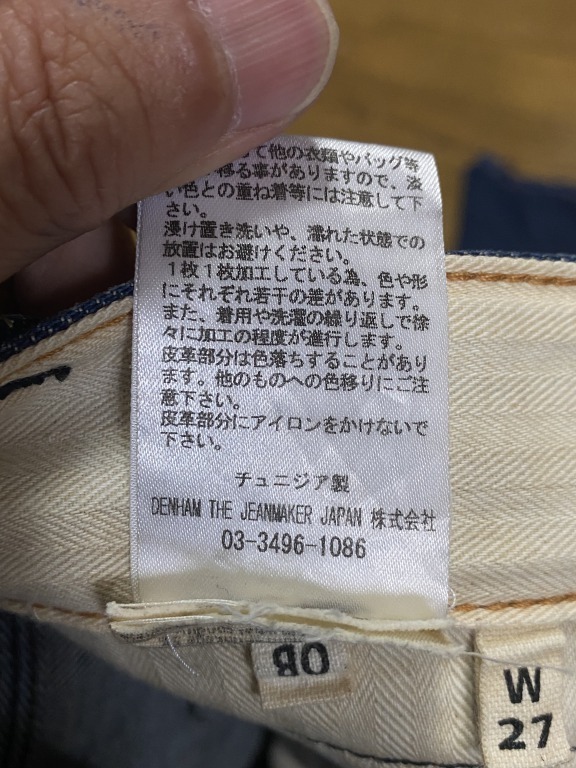 て他の衣類やバッグ等
移る事がありますので、淡
い色との重ね着等には注意して下
さい。
浸け置き洗いや、濡れた状態での
放置はお避けください。
1枚1枚加工している為、色や形
にそれぞれ若干の差があります。
また、着用や洗濯の繰り返しで徐
々に加工の程度が進行します。
皮革部分は色落ちすることがあり
ます。他のものへの色移りにご注
意下さい。
皮革部分にアイロンをかけないで
下さい。
チュニジア製
DENHAM THE JEANMAKER JAPAN 株式会社
03-3496-1086
OB
W
27